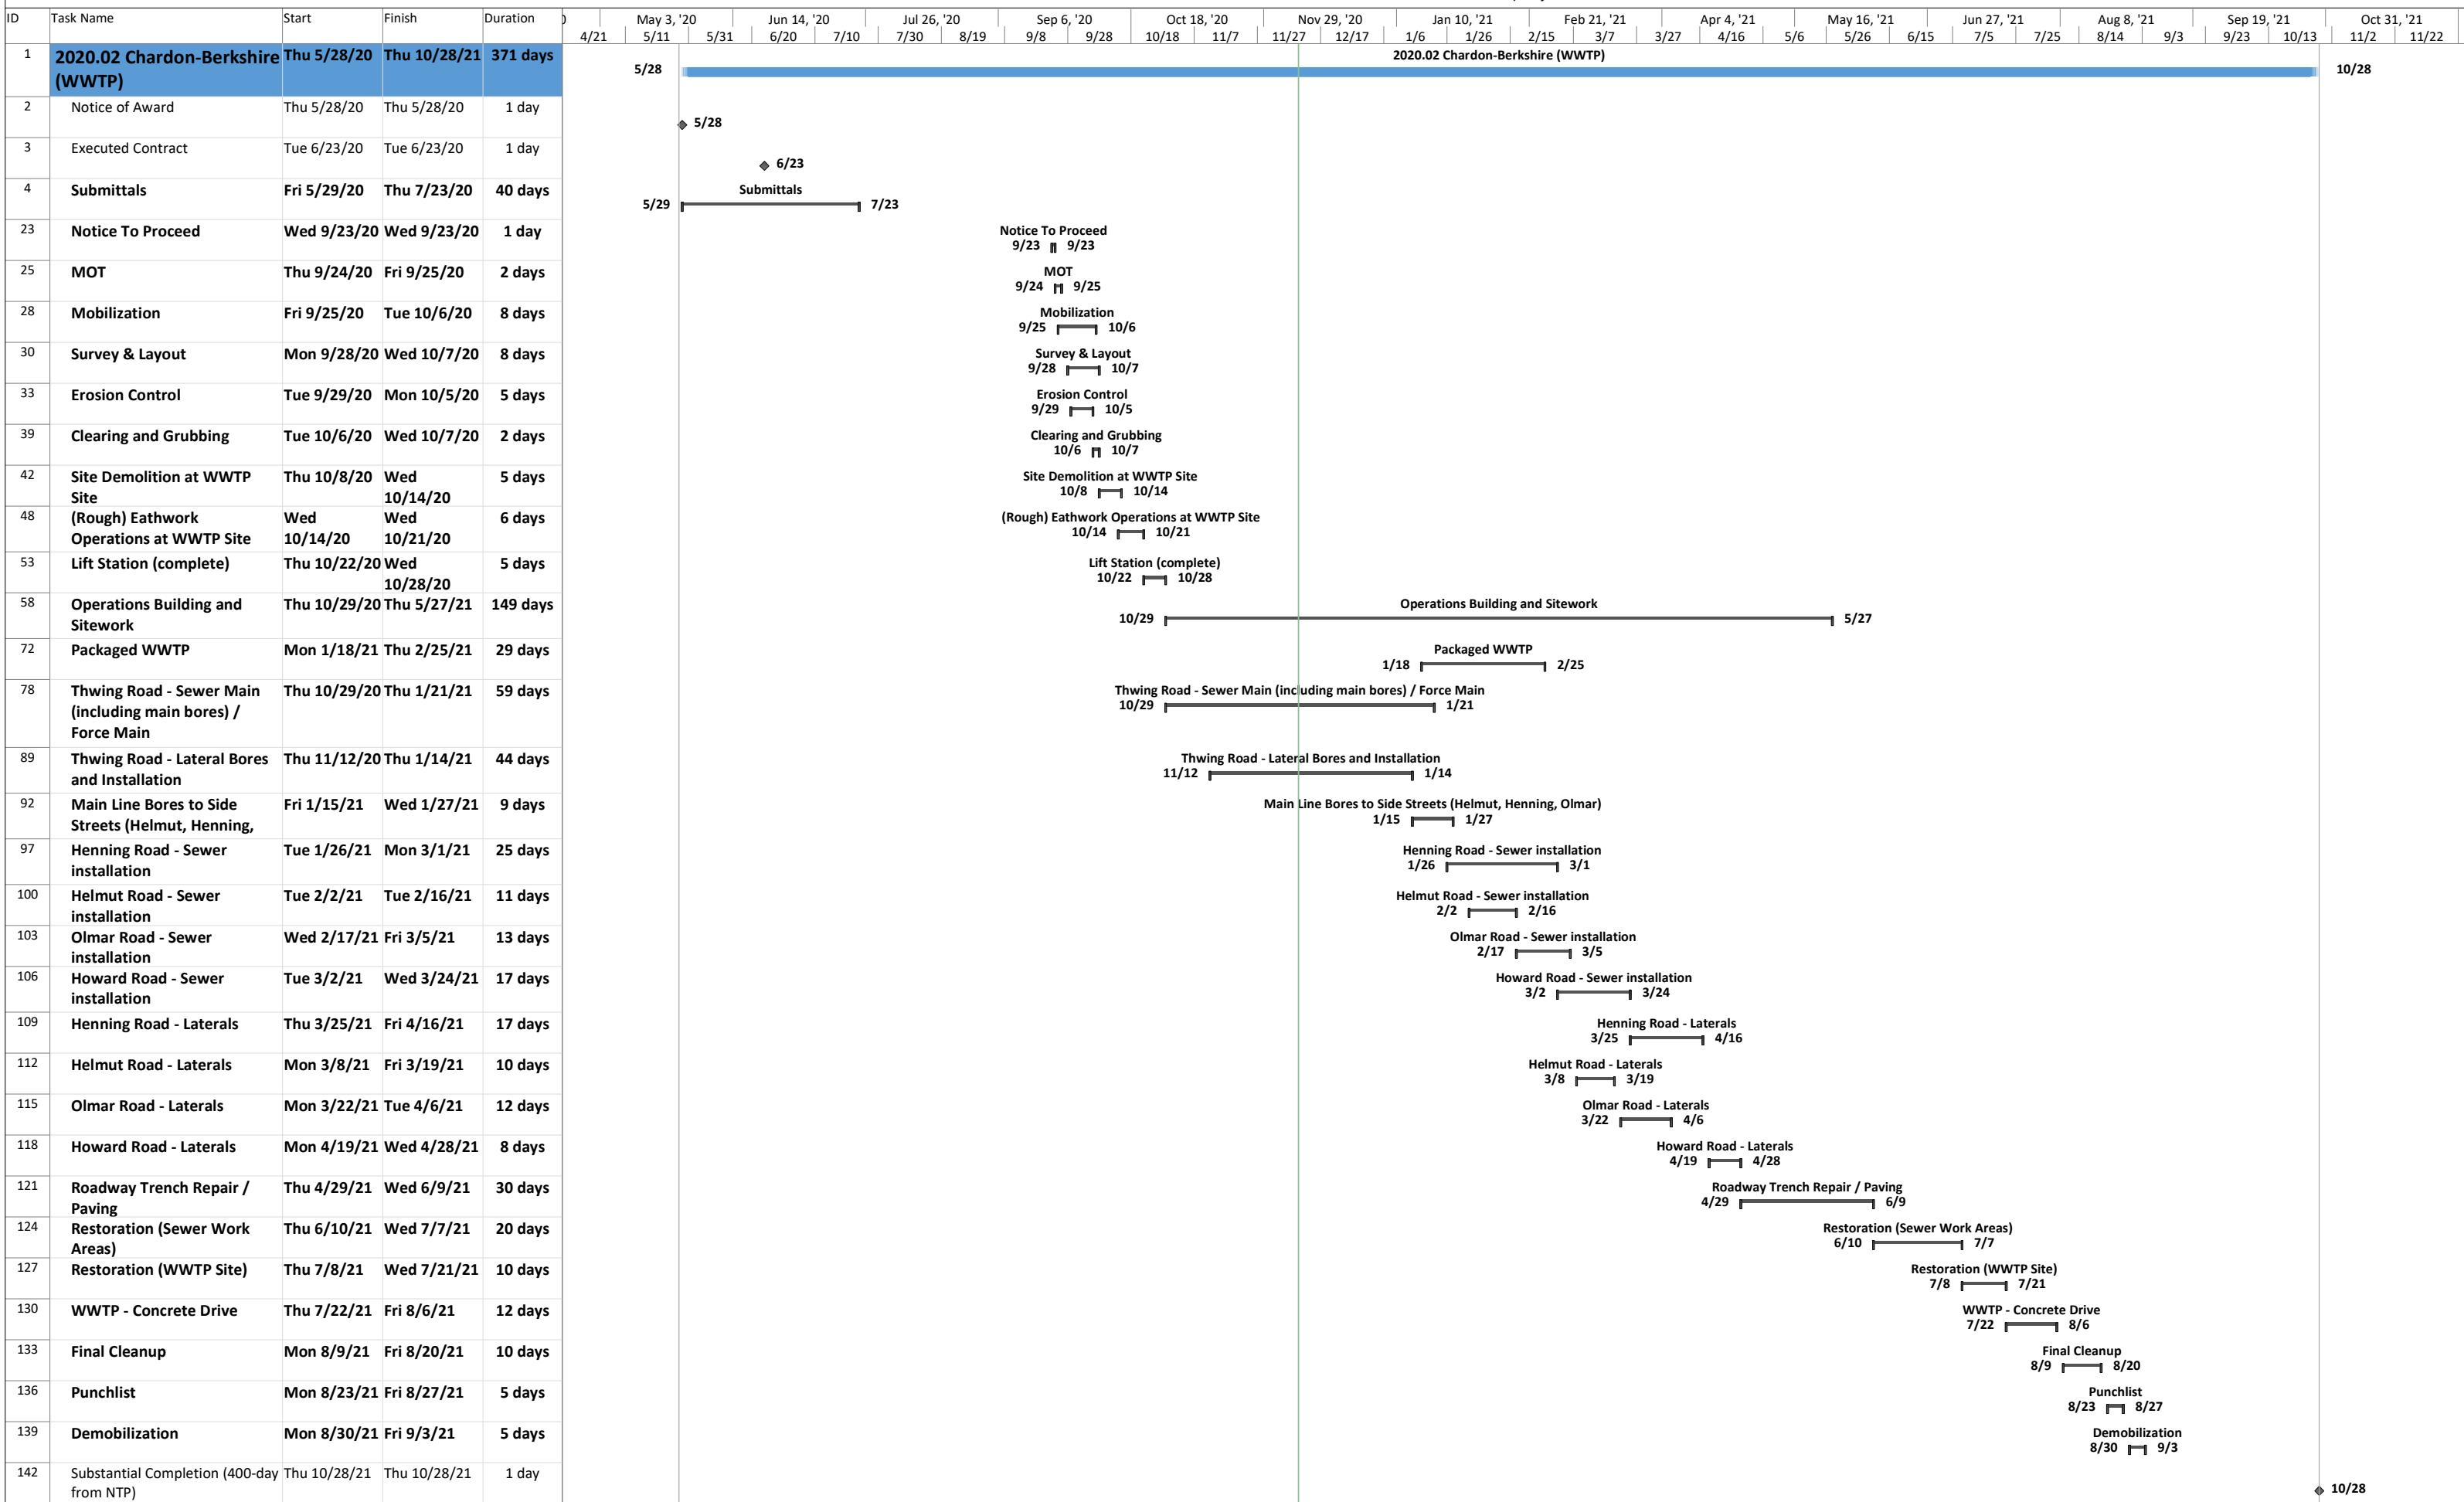 ID Task Name Start Finish Duration
May 3, '20 Jun 14, '20 Jul 26, '20 Sep 6, '20 Oct 18, '20 Nov 29, '20 Jan 10, '21 Feb 21, '21 Apr 4, '21 May 16, '21 Jun 27, '21 Aug 8, '21 Sep 19, '21 Oct 31, '21
4/21 5/11 5/31 6/20 7/10 7/30 8/19 9/8 9/28 10/18 11/7 11/27 12/17 1/6 1/26 2/15 3/7 3/27 4/16 5/6 5/26 6/15 7/5 7/25 8/14 9/3 9/23 10/13 11/2 11/22
1 2020.02 Chardon-Berkshire Thu 5/28/20 Thu 10/28/21 371 days 2020.02 Chardon-Berkshire (WWTP)
(WWTP) 5/28 10/28
2 Notice of Award Thu 5/28/20 Thu 5/28/20 1 day
5/28
3 Executed Contract Tue 6/23/20 Tue 6/23/20 1 day
6/23
4 Submittals Fri 5/29/20 Thu 7/23/20 40 days Submittals
5/29 7/23
23 Notice To Proceed Wed 9/23/20 Wed 9/23/20 1 day Notice To Proceed
9/23 9/23
25 MOT Thu 9/24/20 Fri 9/25/20 2 days MOT
9/24 9/25
28 Mobilization Fri 9/25/20 Tue 10/6/20 8 days Mobilization
9/25 10/6
30 Survey & Layout Mon 9/28/20 Wed 10/7/20 8 days Survey & Layout
9/28 10/7
33 Erosion Control Tue 9/29/20 Mon 10/5/20 5 days Erosion Control
9/29 10/5
39 Clearing and Grubbing Tue 10/6/20 Wed 10/7/20 2 days Clearing and Grubbing
10/6 10/7
42 Site Demolition at WWTP Thu 10/8/20 Wed 5 days Site Demolition at WWTP Site
Site 10/14/20 10/8 10/14
48 (Rough) Eathwork Wed Wed 6 days (Rough) Eathwork Operations at WWTP Site
Operations at WWTP Site 10/14/20 10/21/20 10/14 10/21
53 Lift Station (complete) Thu 10/22/20 Wed 5 days Lift Station (complete)
10/28/20 10/22 10/28
58 Operations Building and Thu 10/29/20 Thu 5/27/21 149 days Operations Building and Sitework
Sitework 10/29 5/27
72 Packaged WWTP Mon 1/18/21 Thu 2/25/21 29 days Packaged WWTP
1/18 2/25
78 Thwing Road - Sewer Main Thu 10/29/20 Thu 1/21/21 59 days Thwing Road - Sewer Main (including main bores) / Force Main
(including main bores) / 10/29 1/21
Force Main
89 Thwing Road - Lateral Bores Thu 11/12/20 Thu 1/14/21 44 days Thwing Road - Lateral Bores and Installation
and Installation 11/12 1/14
92 Main Line Bores to Side Fri 1/15/21 Wed 1/27/21 9 days Main Line Bores to Side Streets (Helmut, Henning, Olmar)
Streets (Helmut, Henning, 1/15 1/27
97 Henning Road - Sewer Tue 1/26/21 Mon 3/1/21 25 days Henning Road - Sewer installation
installation 1/26 3/1
100 Helmut Road - Sewer Tue 2/2/21 Tue 2/16/21 11 days Helmut Road - Sewer installation
installation 2/2 2/16
103 Olmar Road - Sewer Wed 2/17/21 Fri 3/5/21 13 days Olmar Road - Sewer installation
installation 2/17 3/5
106 Howard Road - Sewer Tue 3/2/21 Wed 3/24/21 17 days Howard Road - Sewer installation
installation 3/2 3/24
109 Henning Road - Laterals Thu 3/25/21 Fri 4/16/21 17 days Henning Road - Laterals
3/25 4/16
112 Helmut Road - Laterals Mon 3/8/21 Fri 3/19/21 10 days Helmut Road - Laterals
3/8 3/19
115 Olmar Road - Laterals Mon 3/22/21 Tue 4/6/21 12 days Olmar Road - Laterals
3/22 4/6
118 Howard Road - Laterals Mon 4/19/21 Wed 4/28/21 8 days Howard Road - Laterals
4/19 4/28
121 Roadway Trench Repair / Thu 4/29/21 Wed 6/9/21 30 days Roadway Trench Repair / Paving
Paving 4/29 6/9
124 Restoration (Sewer Work Thu 6/10/21 Wed 7/7/21 20 days Restoration (Sewer Work Areas)
Areas) 6/10 7/7
127 Restoration (WWTP Site) Thu 7/8/21 Wed 7/21/21 10 days Restoration (WWTP Site)
7/8 7/21
130 WWTP - Concrete Drive Thu 7/22/21 Fri 8/6/21 12 days WWTP - Concrete Drive
7/22 8/6
133 Final Cleanup Mon 8/9/21 Fri 8/20/21 10 days Final Cleanup
8/9 8/20
136 Punchlist Mon 8/23/21 Fri 8/27/21 5 days Punchlist
8/23 8/27
139 Demobilization Mon 8/30/21 Fri 9/3/21 5 days Demobilization
8/30 9/3
142 Substantial Completion (400-day Thu 10/28/21 Thu 10/28/21 1 day
from NTP) 10/28